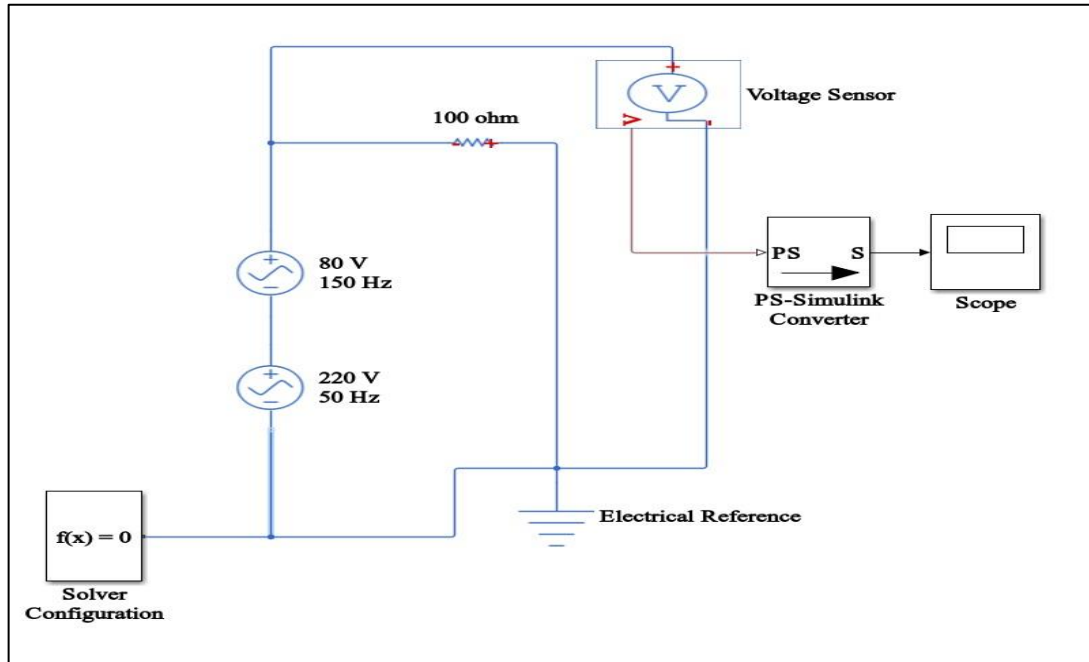 V
Voltage Sensor
V
100 ohm
80 V
150 Hz
PS S
PS-Simulink
Converter
Scope
220 V
50 Hz
f(x) = 0
Electrical Reference
Solver
Configuration